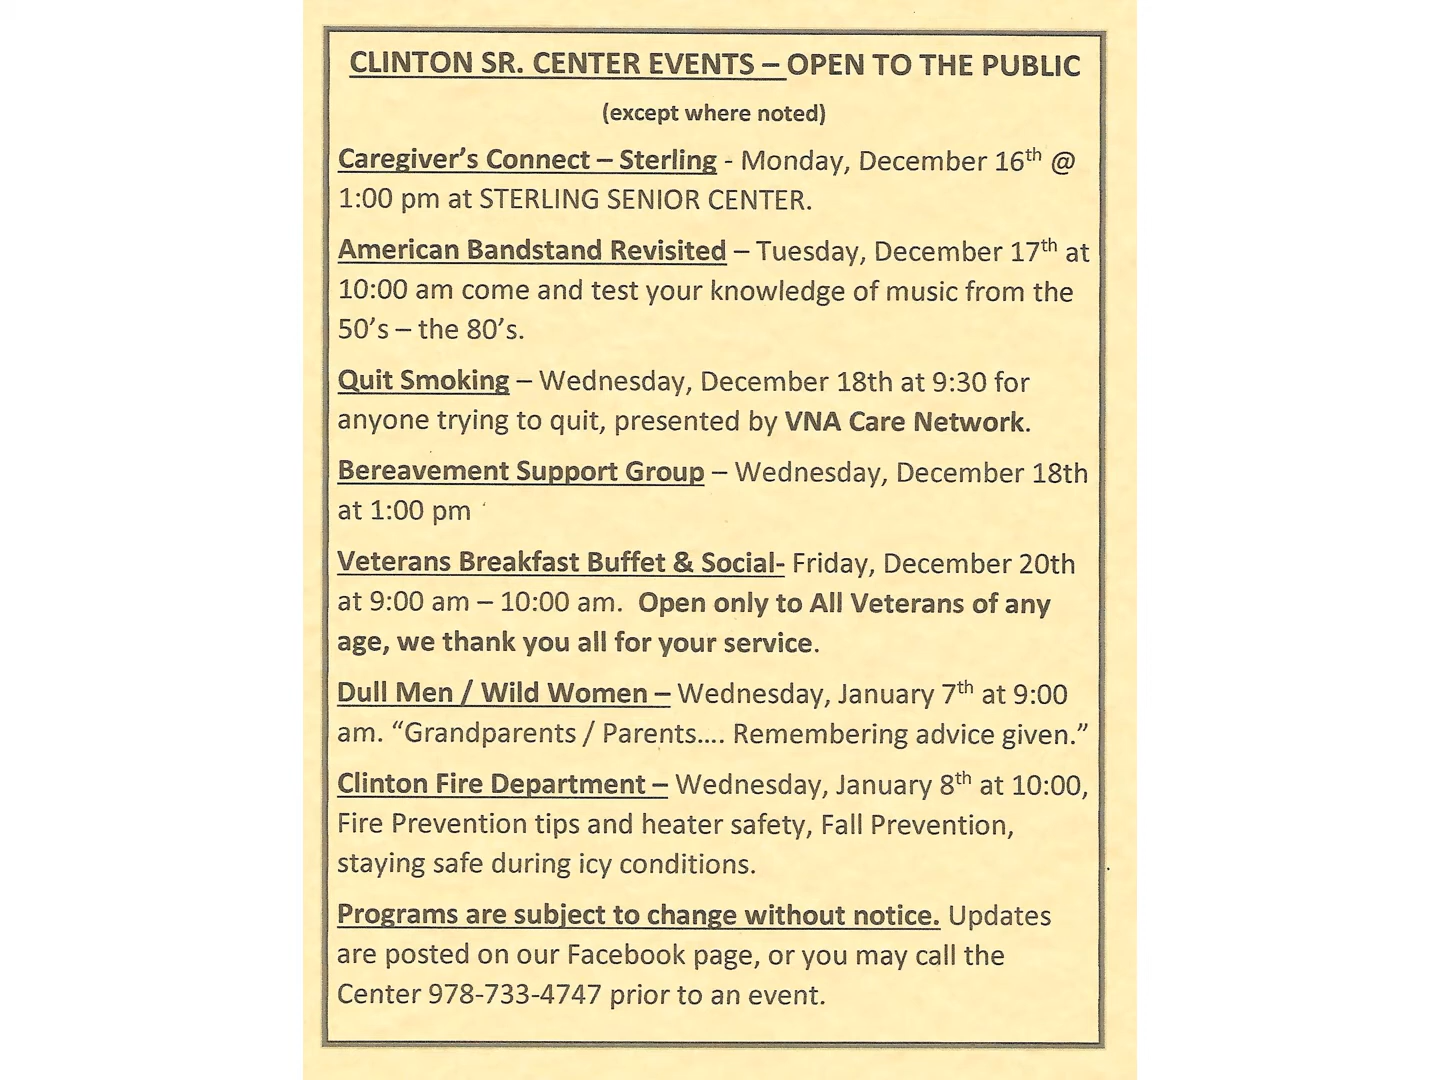 CLINTON SR. CENTER EVENTS – OPEN TO THE PUBLIC
(except where noted)
Caregiver’s Connect – Sterling - Monday, December 16th @
1:00 pm at STERLING SENIOR CENTER.
American Bandstand Revisited – Tuesday, December 17th at
10:00 am come and test your knowledge of music from the
50’s – the 80’s.
Quit Smoking – Wednesday, December 18th at 9:30 for
anyone trying to quit, presented by VNA Care Network.
Bereavement Support Group – Wednesday, December 18th
at 1:00 pm
Veterans Breakfast Buffet & Social- Friday, December 20th
at 9:00 am – 10:00 am. Open only to All Veterans of any
age, we thank you all for your service.
Dull Men / Wild Women – Wednesday, January 7th at 9:00
am. “Grandparents / Parents.... Remembering advice given.”
Clinton Fire Department – Wednesday, January 8th at 10:00,
Fire Prevention tips and heater safety, Fall Prevention,
staying safe during icy conditions.
Programs are subject to change without notice. Updates
are posted on our Facebook page, or you may call the
Center 978-733-4747 prior to an event.